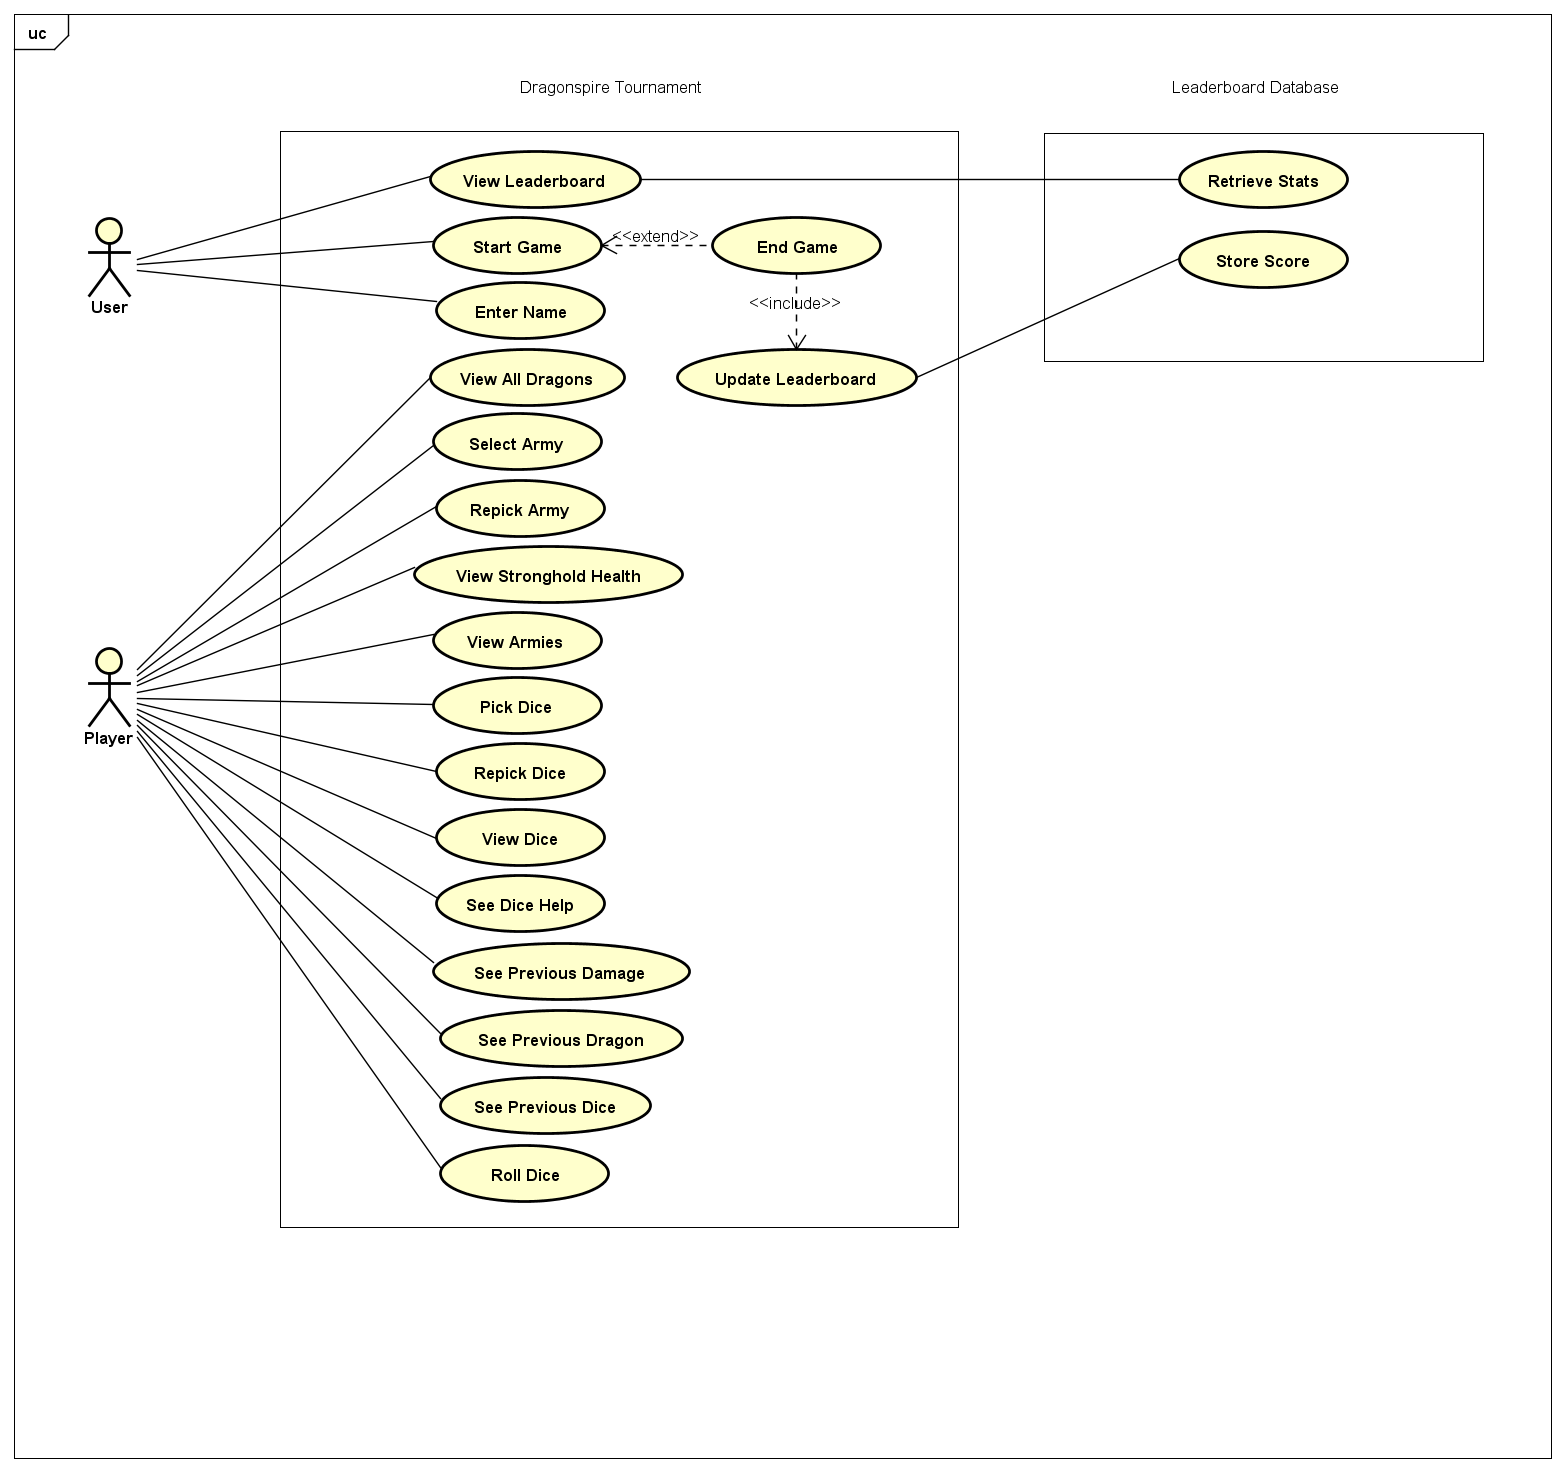 uc
Dragonspire Tournament
Leaderboard Database
View Leaderboard
Retrieve Stats
Start Game
<<extend>>
End Game
Store Score
User
Enter Name
<<include>>
View All Dragons
Update Leaderboard
Select Army
Repick Army
View Stronghold Health
View Armies
Pick Dice
Player
Repick Dice
View Dice
See Dice Help
See Previous Damage
See Previous Dragon
See Previous Dice
Roll Dice